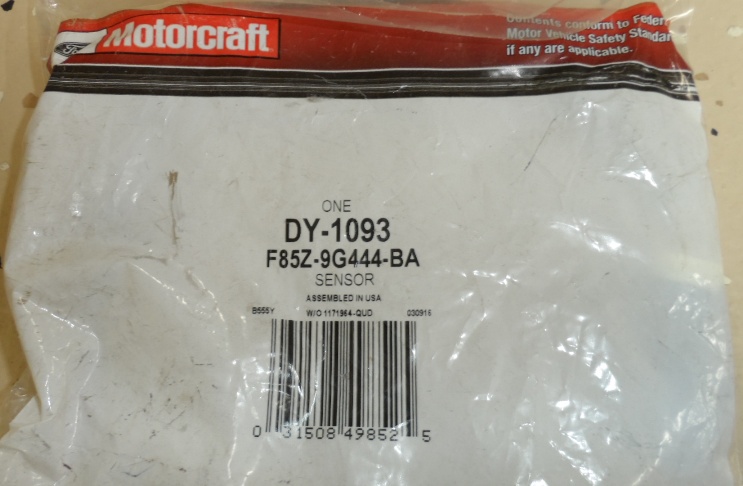 Motorcraft
Contents conform to Feder
Motor Vehicle Safety Standar
if any are applicable.
ONE
DY-1093
F85Z-9G444-BA
SENSOR
ASSEMBLED IN USA
B555Y W/O 1171964-QUD 030916
0 31508 49852 5